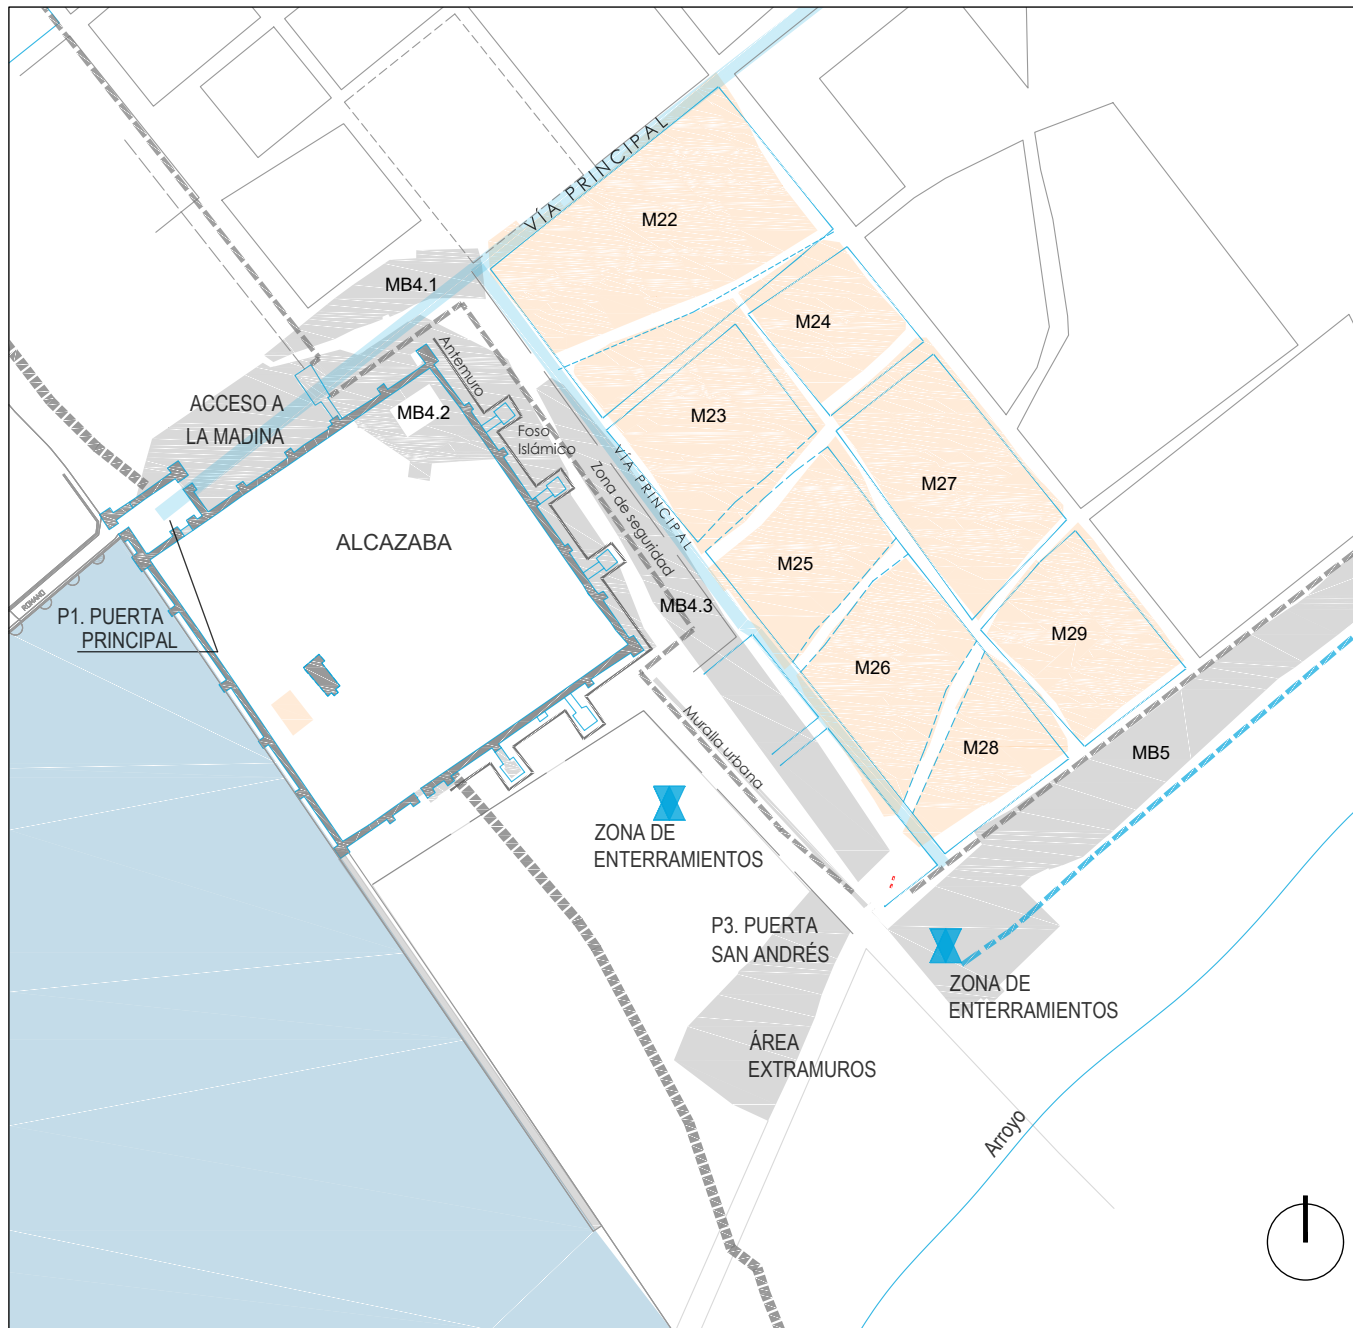 VÍA PRINCIPAL
M22
MB4.1
M24
Antemuro
ACCESO A
LA MADINA
MB4.2
M23
Foso
Islámico
VÍA PRINCIPAL
Zona de seguridad
M27
ALCAZABA
M25
ROMANO
P1. PUERTA
PRINCIPAL
MB4.3
M29
M26
Muralla urbana
M28
MB5
ZONA DE
ENTERRAMIENTOS
P3. PUERTA
SAN ANDRÉS
ZONA DE
ENTERRAMIENTOS
ÁREA
EXTRAMUROS
Arroyo